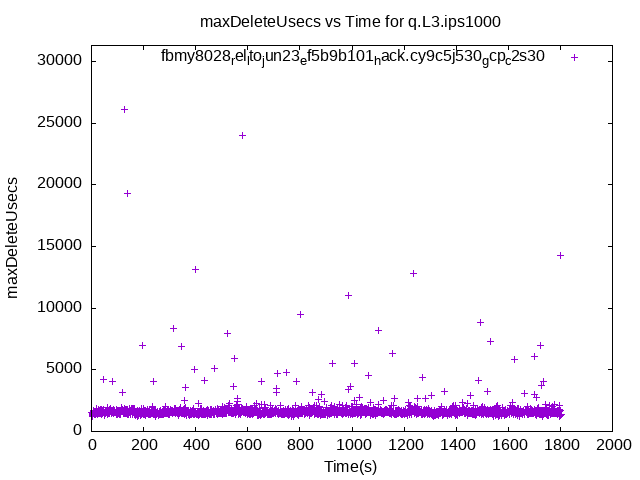 maxDeleteUsecs vs Time for q.L3.ips1000
fbmy8028relltojun23ef5b9b101hack.cy9c5j530gcpc2s30
30000
25000
20000
15000
10000
5000
0
maxDeleteUsecs
0 200 400 600 800 1000 1200 1400 1600 1800 2000
Time(s)